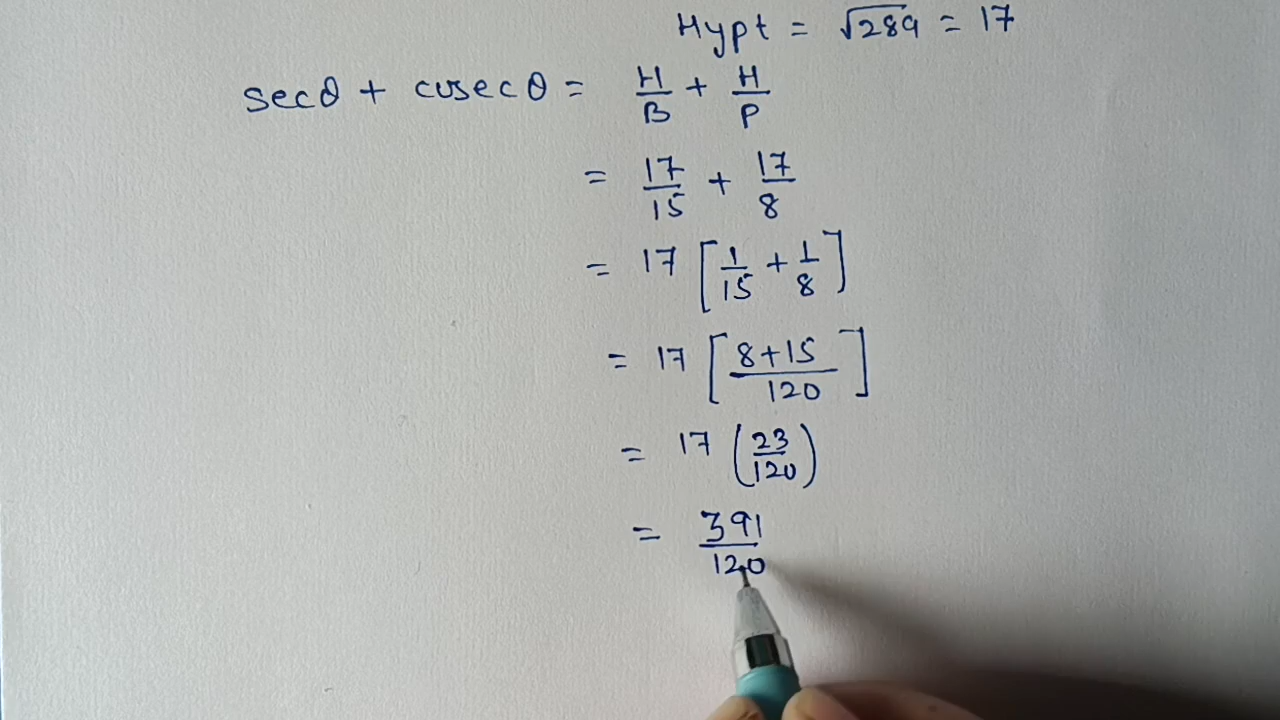 Hypt = √289 = 17
secθ + cosecθ = H/B + H/P
= 17/15 + 17/8
= 17 [1/15 + 1/8]
= 17 [8+15/120]
= 17 (23/120)
= 391/120